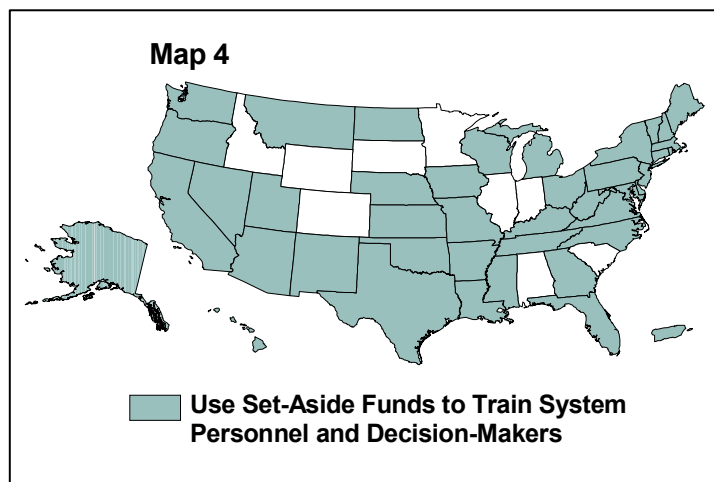 Map 4
Use Set-Aside Funds to Train System
Personnel and Decision-Makers